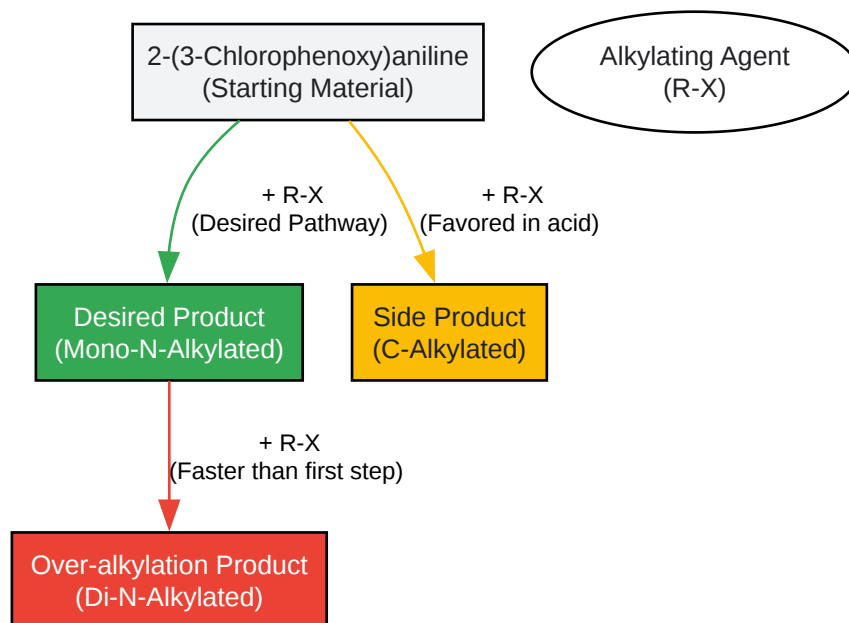 2-(3-Chlorophenoxy)aniline
(Starting Material)
Alkylating Agent
(R-X)
+ R-X
(Desired Pathway)
+ R-X
(Favored in acid)
Desired Product
(Mono-N-Alkylated)
Side Product
(C-Alkylated)
+ R-X
(Faster than first step)
Over-alkylation Product
(Di-N-Alkylated)